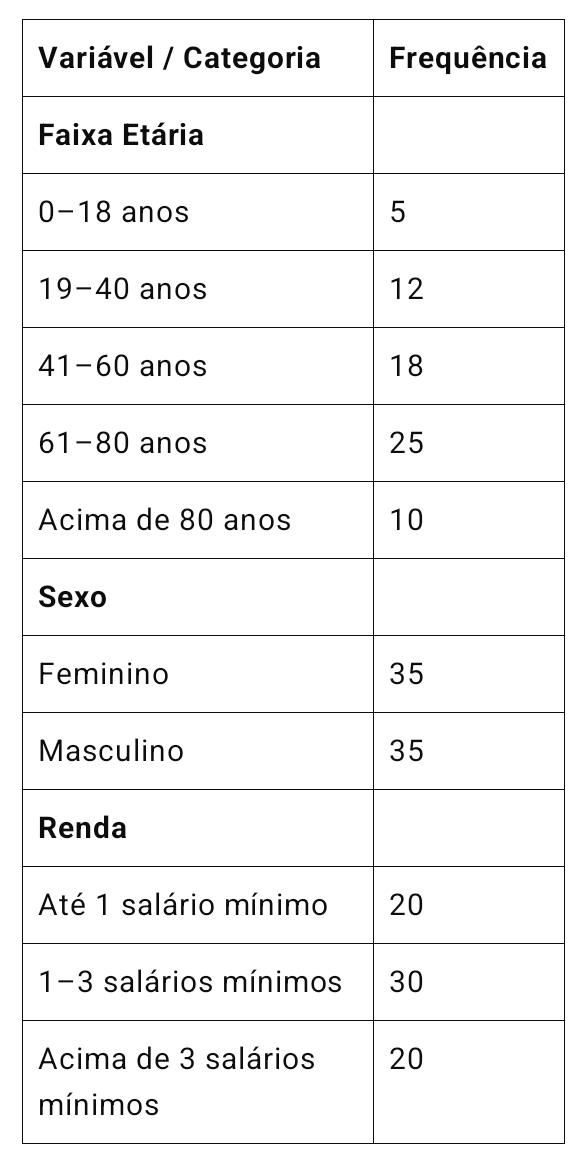 Variável / Categoria Frequência
Faixa Etária
0–18 anos 5
19–40 anos 12
41–60 anos 18
61–80 anos 25
Acima de 80 anos 10
Sexo
Feminino 35
Masculino 35
Renda
Até 1 salário mínimo 20
1–3 salários mínimos 30
Acima de 3 salários 20
mínimos